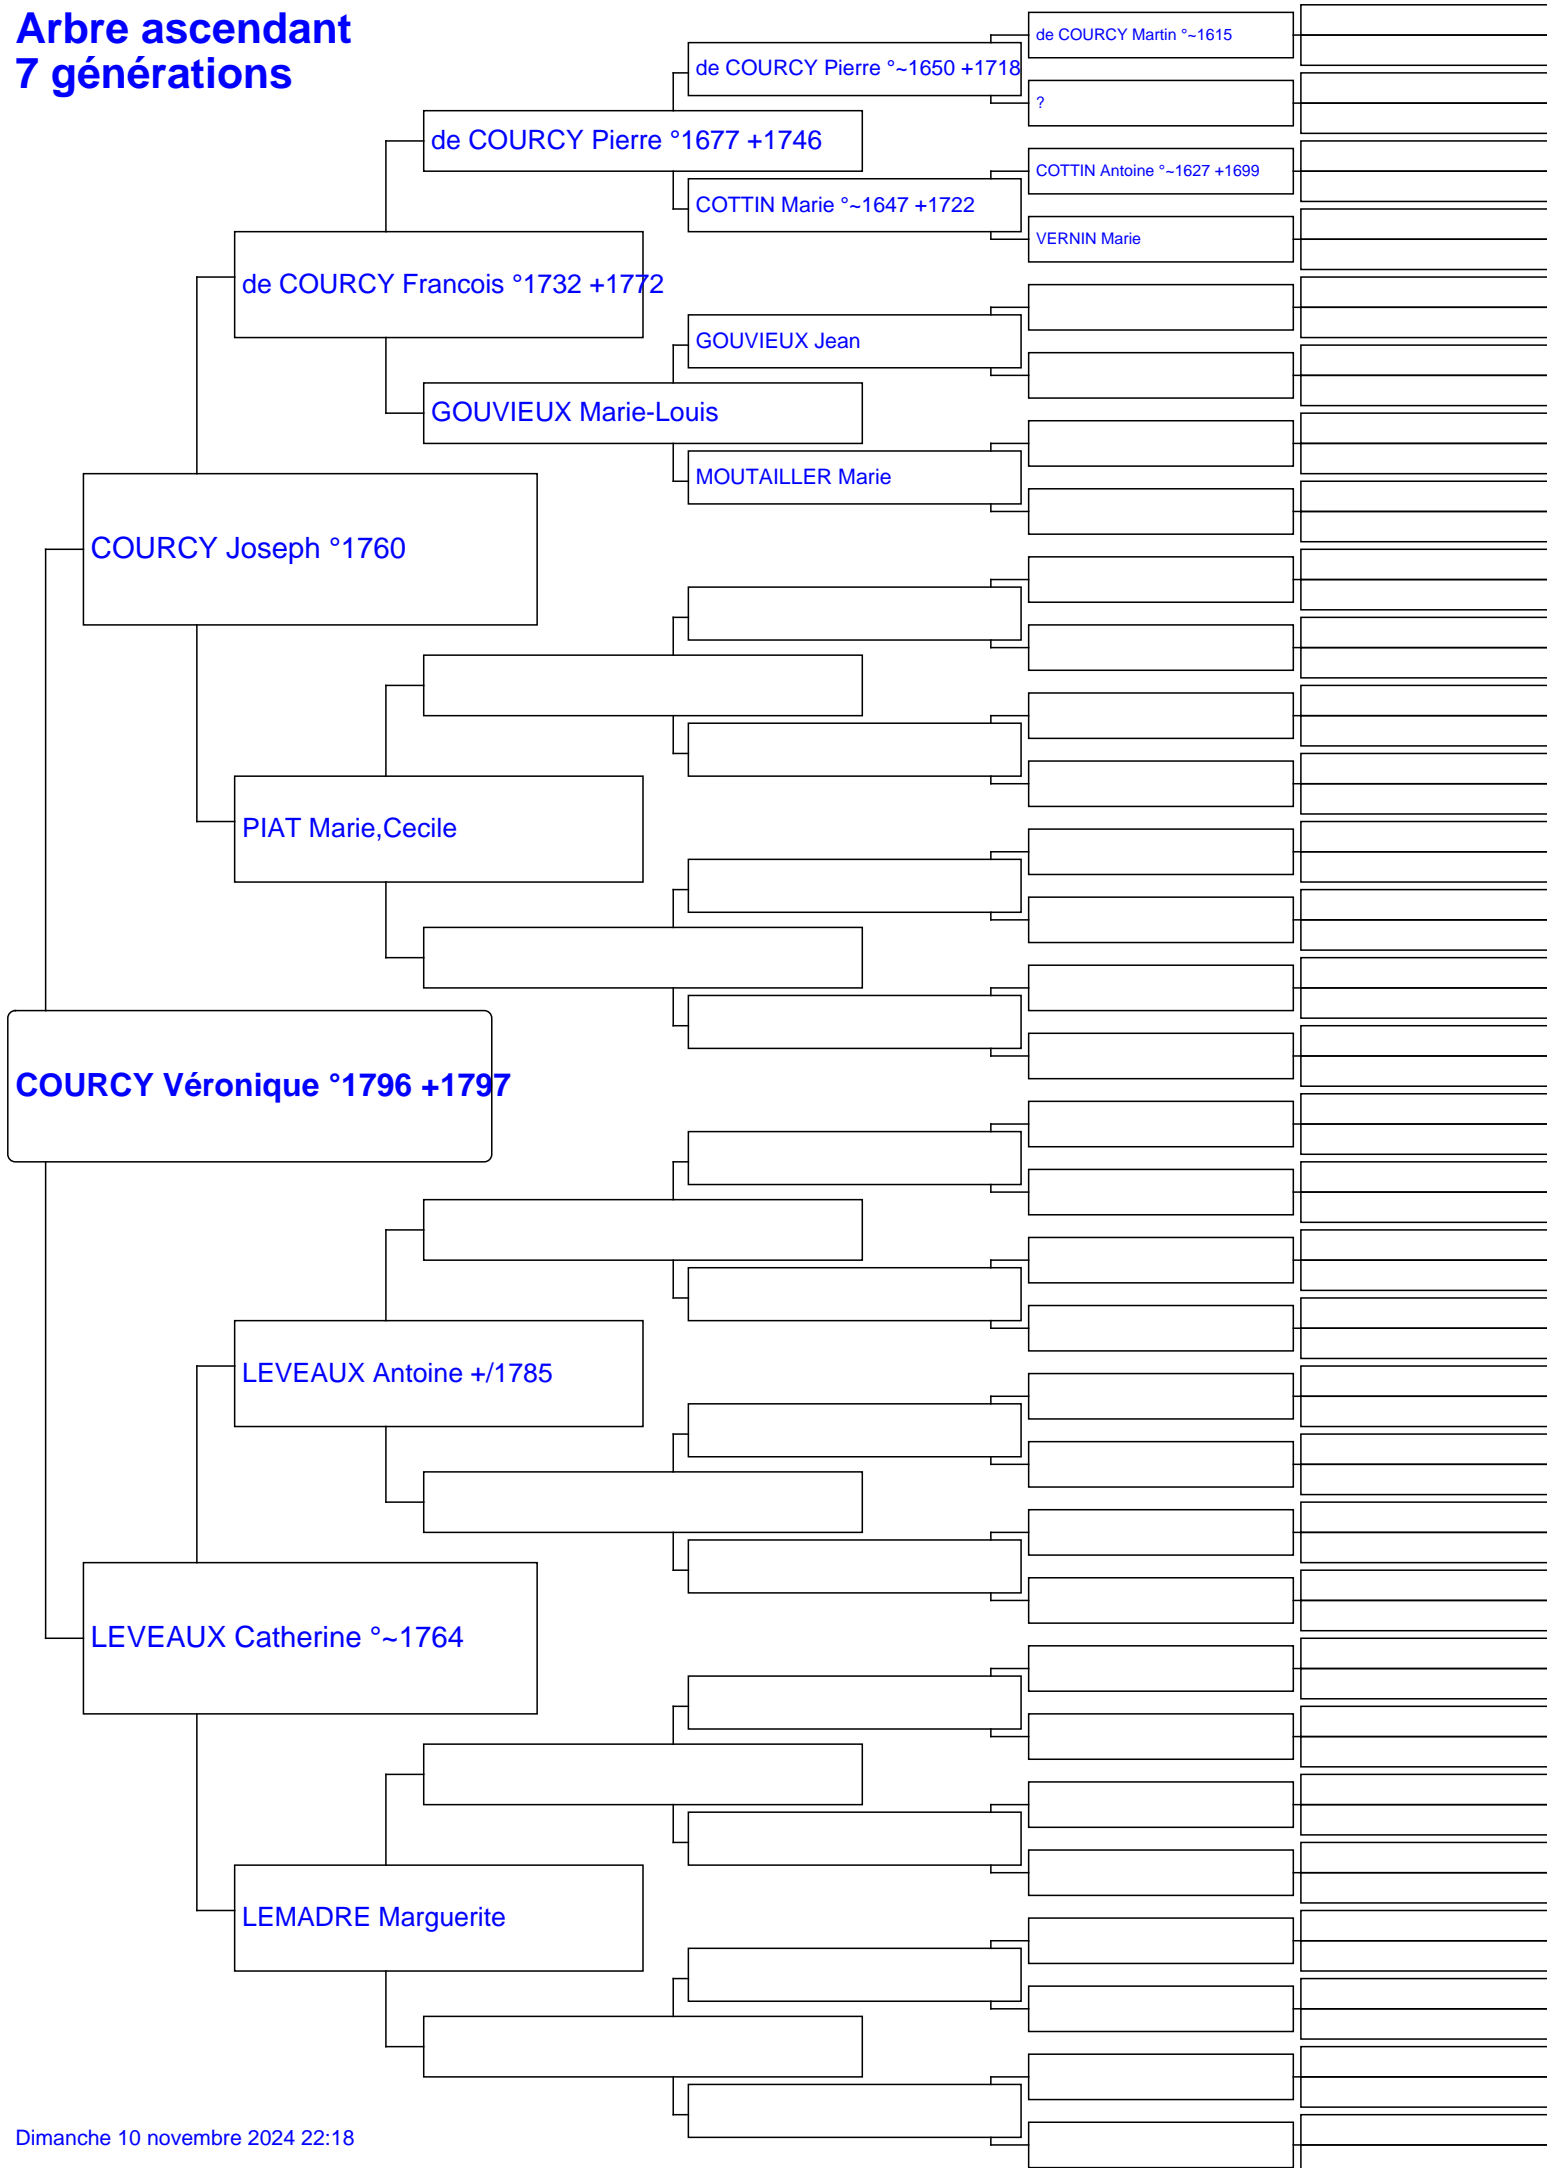 Arbre ascendant
7 générations
de COURCY Martin °~1615
de COURCY Pierre °~1650 +1718
?
de COURCY Pierre °1677 +1746
COTTIN Antoine °~1627 +1699
COTTIN Marie °~1647 +1722
VERNIN Marie
de COURCY Francois °1732 +1772
GOUVIEUX Jean
GOUVIEUX Marie-Louis
MOUTAILLER Marie
COURCY Joseph °1760
PIAT Marie,Cecile
COURCY Véronique °1796 +1797
LEVEAUX Antoine +/1785
LEVEAUX Catherine °~1764
LEMADRE Marguerite
Dimanche 10 novembre 2024 22:18